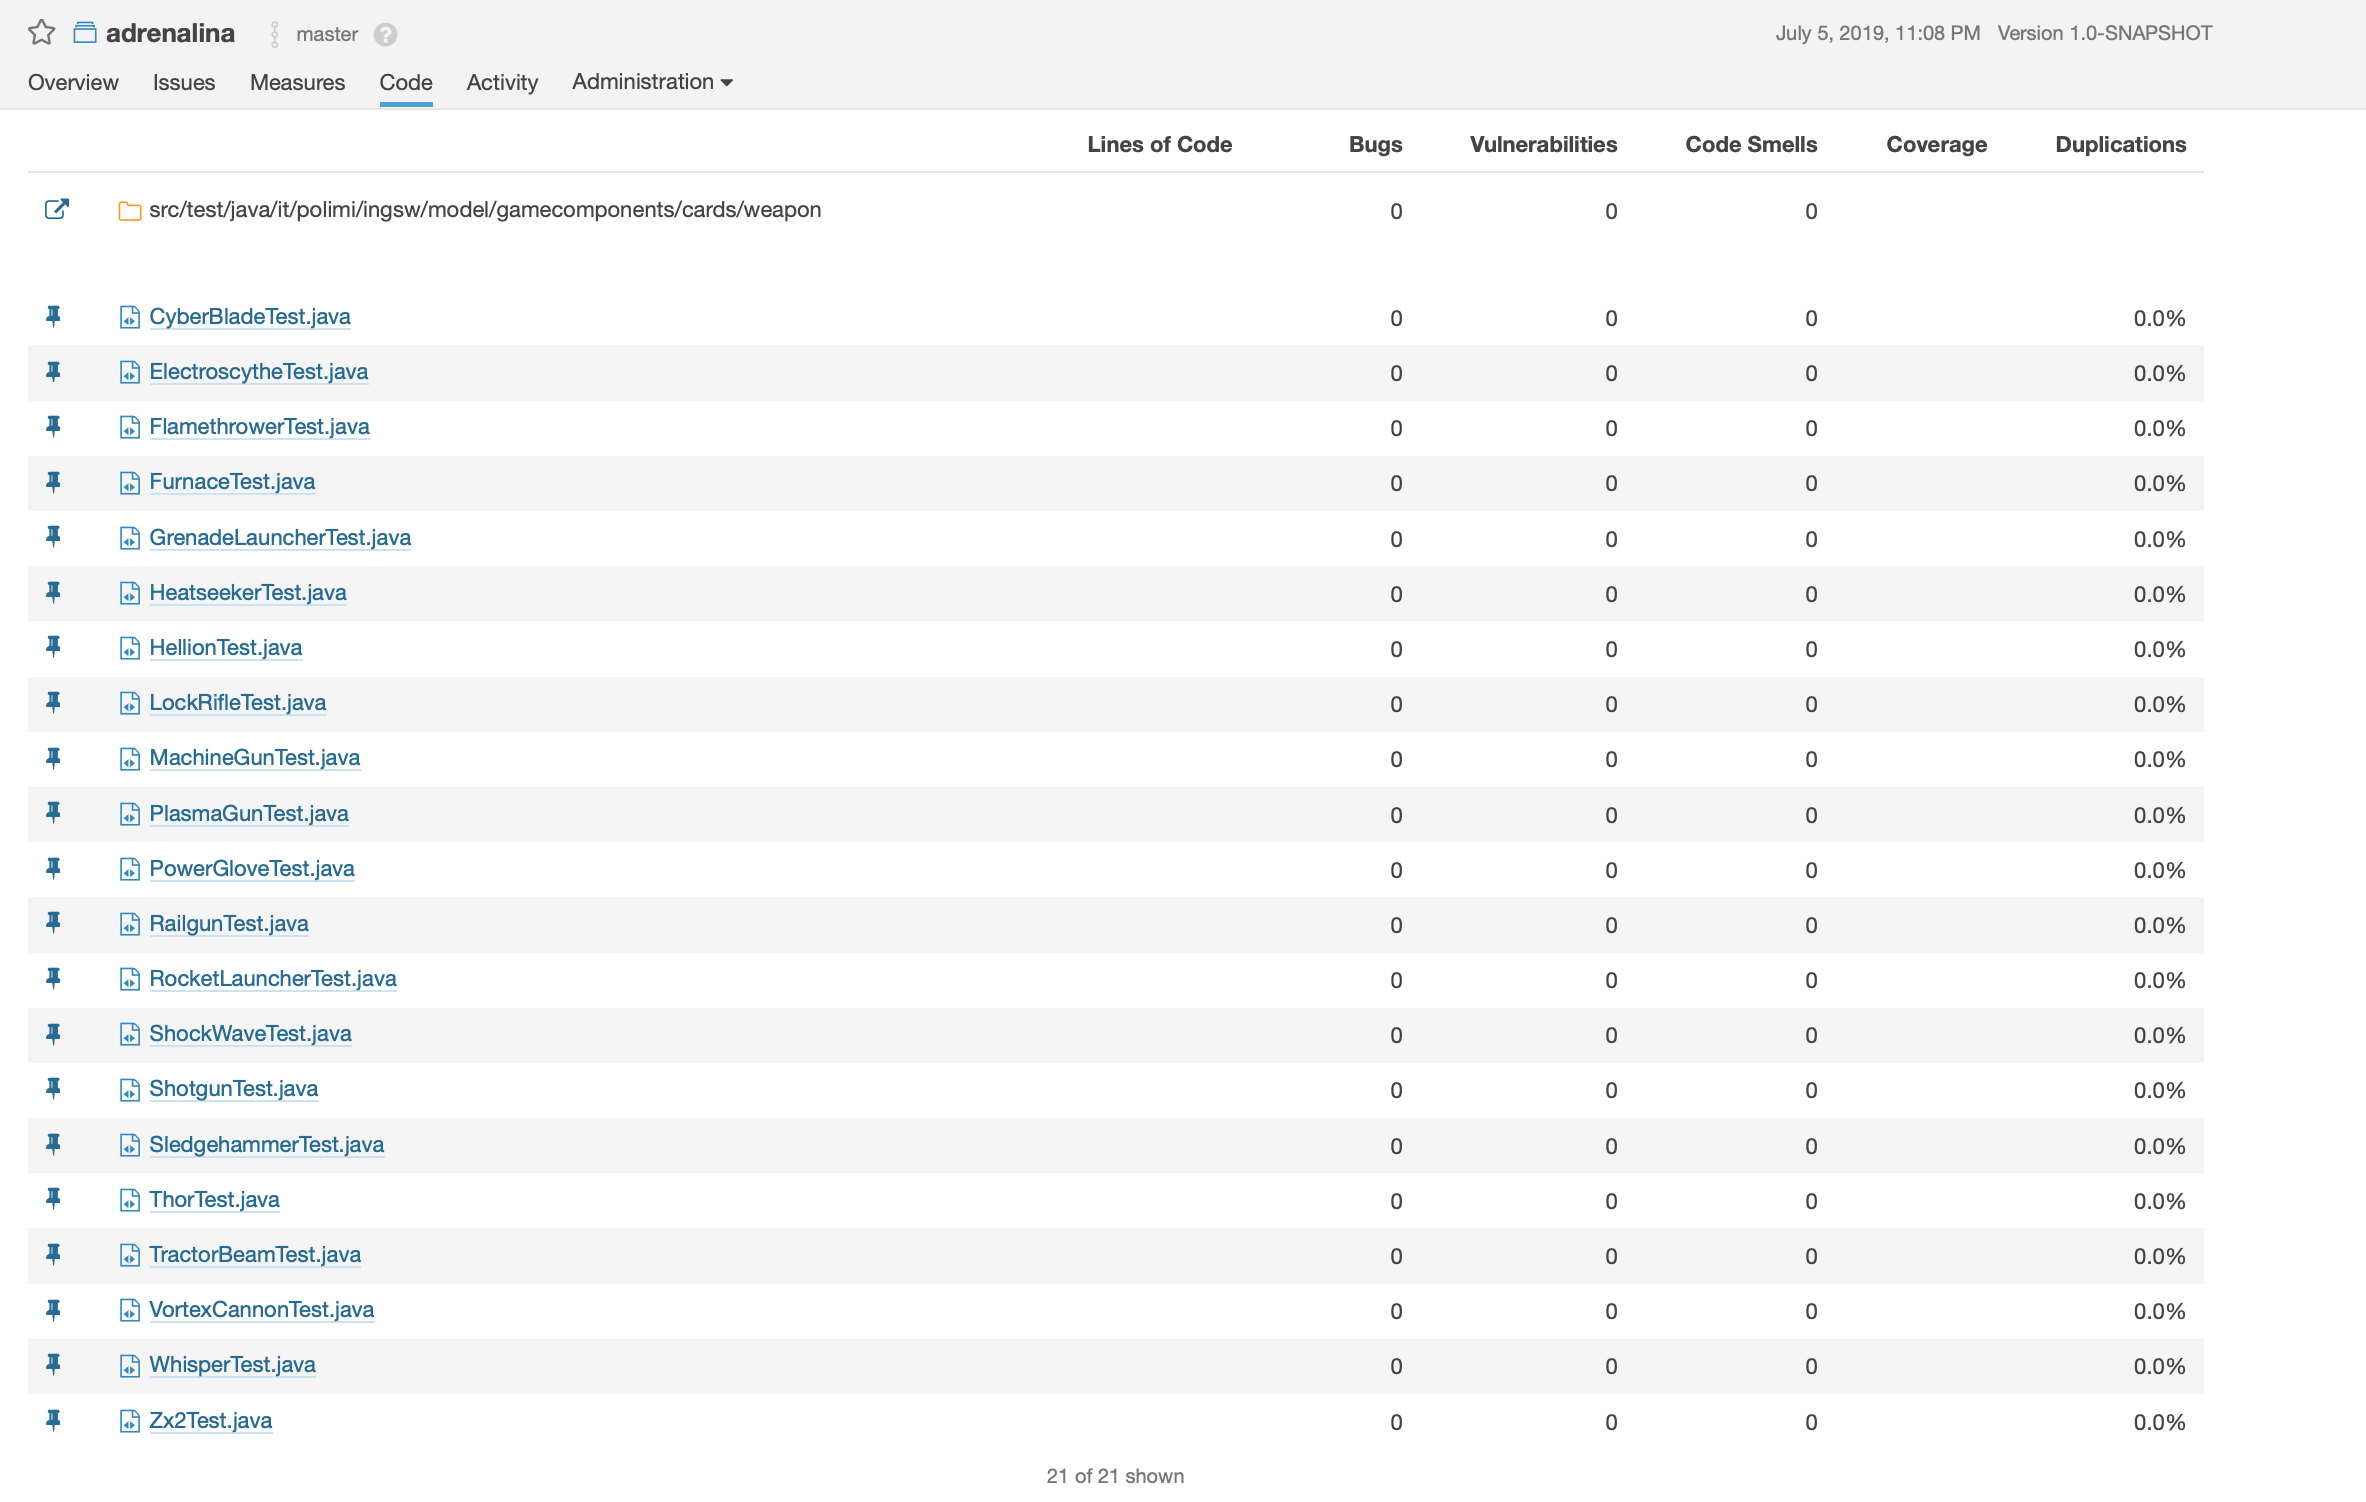 adrenalina master ? July 5, 2019, 11:08 PM Version 1.0-SNAPSHOT
Overview Issues Measures Code Activity Administration
Lines of Code Bugs Vulnerabilities Code Smells Coverage Duplications
src/test/java/it/polimi/ingsw/model/gamecomponents/cards/weapon 0 0 0
CyberBladeTest.java 0 0 0 0.0%
ElectroscytheTest.java 0 0 0 0.0%
FlamethrowerTest.java 0 0 0 0.0%
FurnaceTest.java 0 0 0 0.0%
GrenadeLauncherTest.java 0 0 0 0.0%
HeatseekerTest.java 0 0 0 0.0%
HellionTest.java 0 0 0 0.0%
LockRifleTest.java 0 0 0 0.0%
MachineGunTest.java 0 0 0 0.0%
PlasmaGunTest.java 0 0 0 0.0%
PowerGloveTest.java 0 0 0 0.0%
RailgunTest.java 0 0 0 0.0%
RocketLauncherTest.java 0 0 0 0.0%
ShockWaveTest.java 0 0 0 0.0%
ShotgunTest.java 0 0 0 0.0%
SledgehammerTest.java 0 0 0 0.0%
ThorTest.java 0 0 0 0.0%
TractorBeamTest.java 0 0 0 0.0%
VortexCannonTest.java 0 0 0 0.0%
WhisperTest.java 0 0 0 0.0%
Zx2Test.java 0 0 0 0.0%
21 of 21 shown